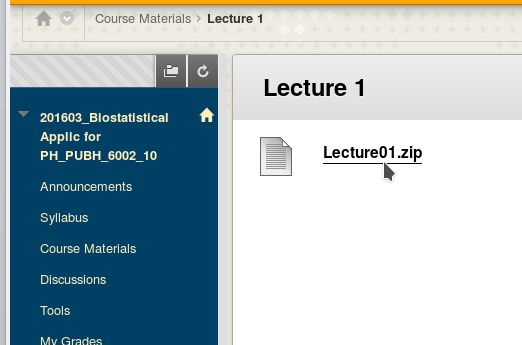 Course Materials > Lecture 1
201603_Biostatistical
Applic for
PH_PUBH_6002_10
Announcements
Syllabus
Course Materials
Discussions
Tools
My Grades
Lecture 1
Lecture01.zip